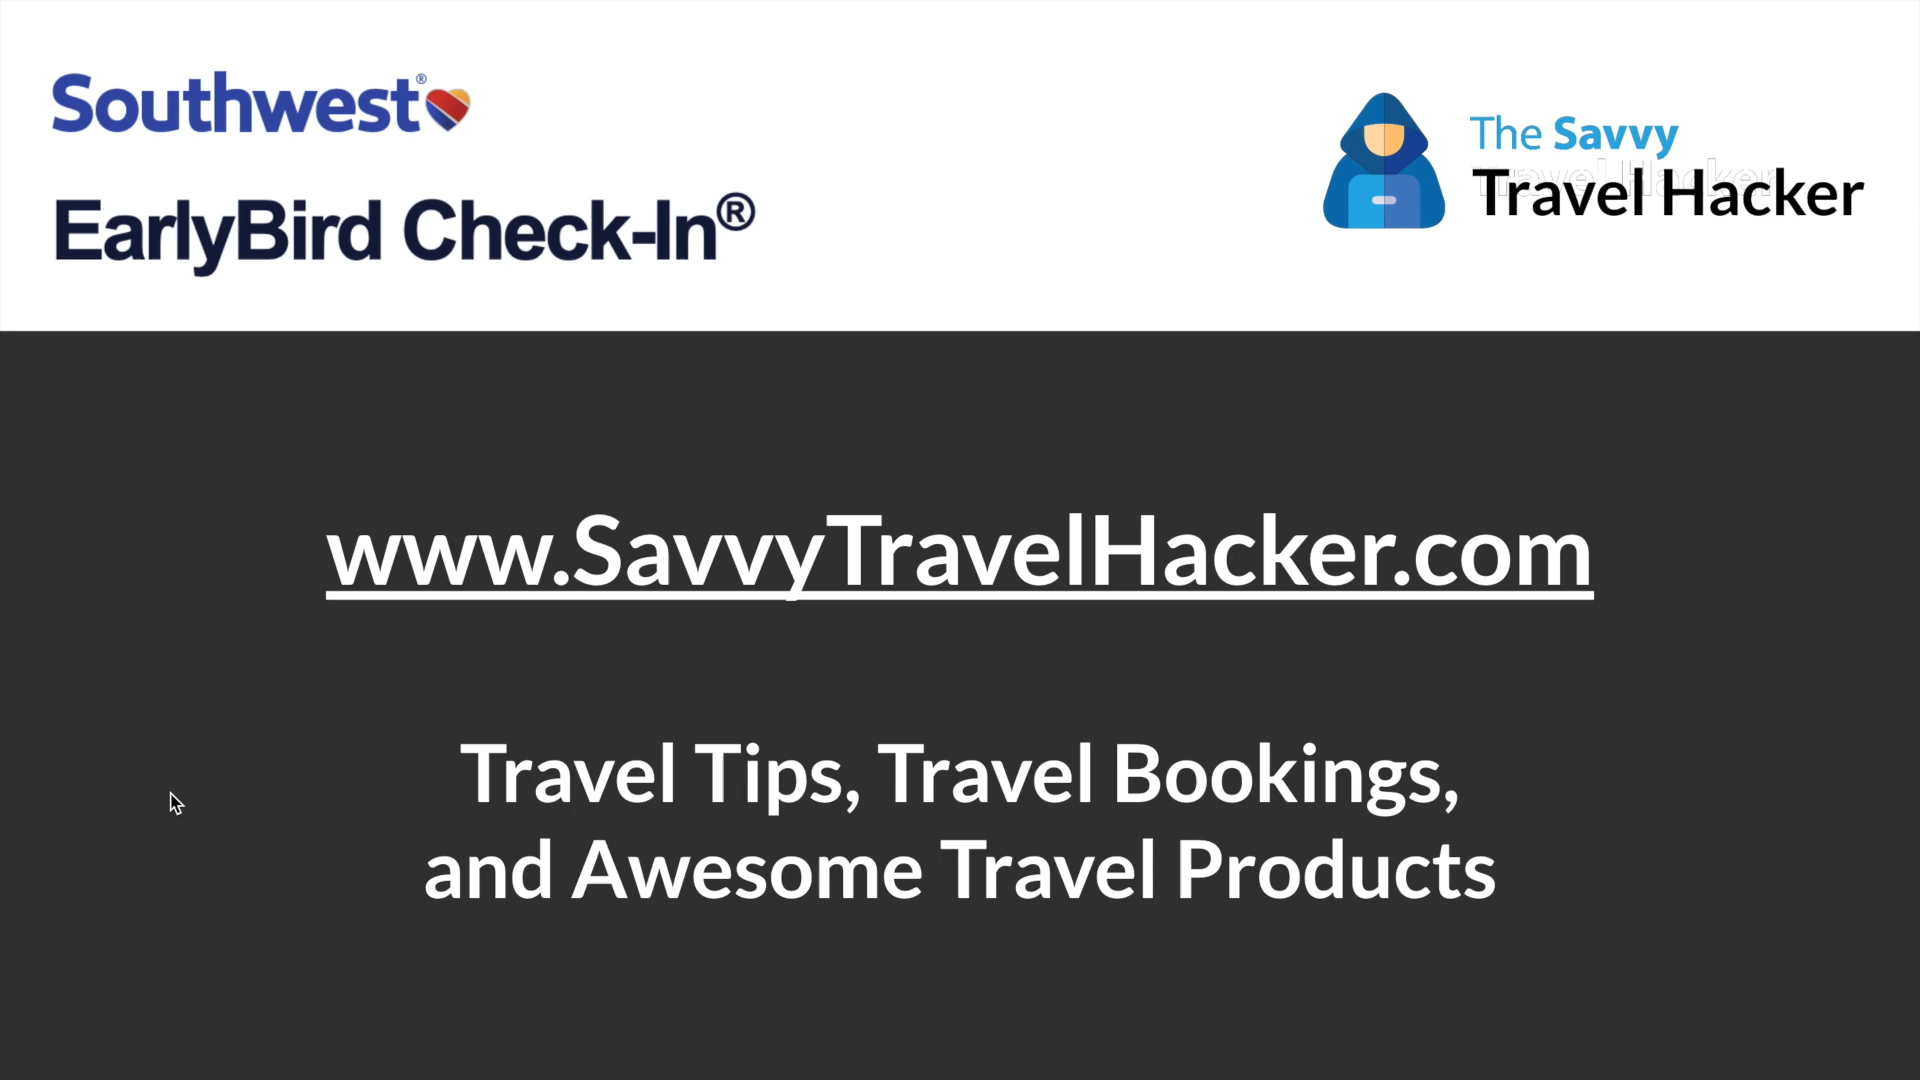 Southwest®
EarlyBird Check-In®
The Savvy
Travel Hacker
www.SavvyTravelHacker.com
Travel Tips, Travel Bookings,
and Awesome Travel Products